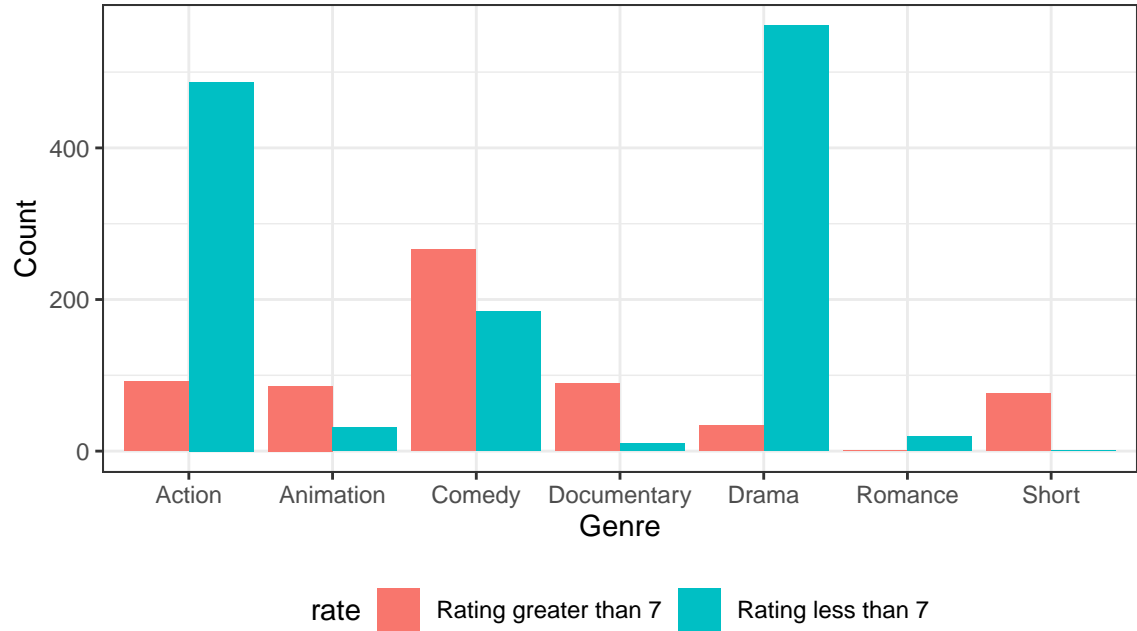 Count
400
200
0
Action Animation Comedy Documentary Drama Romance Short
Genre
rate Rating greater than 7 Rating less than 7